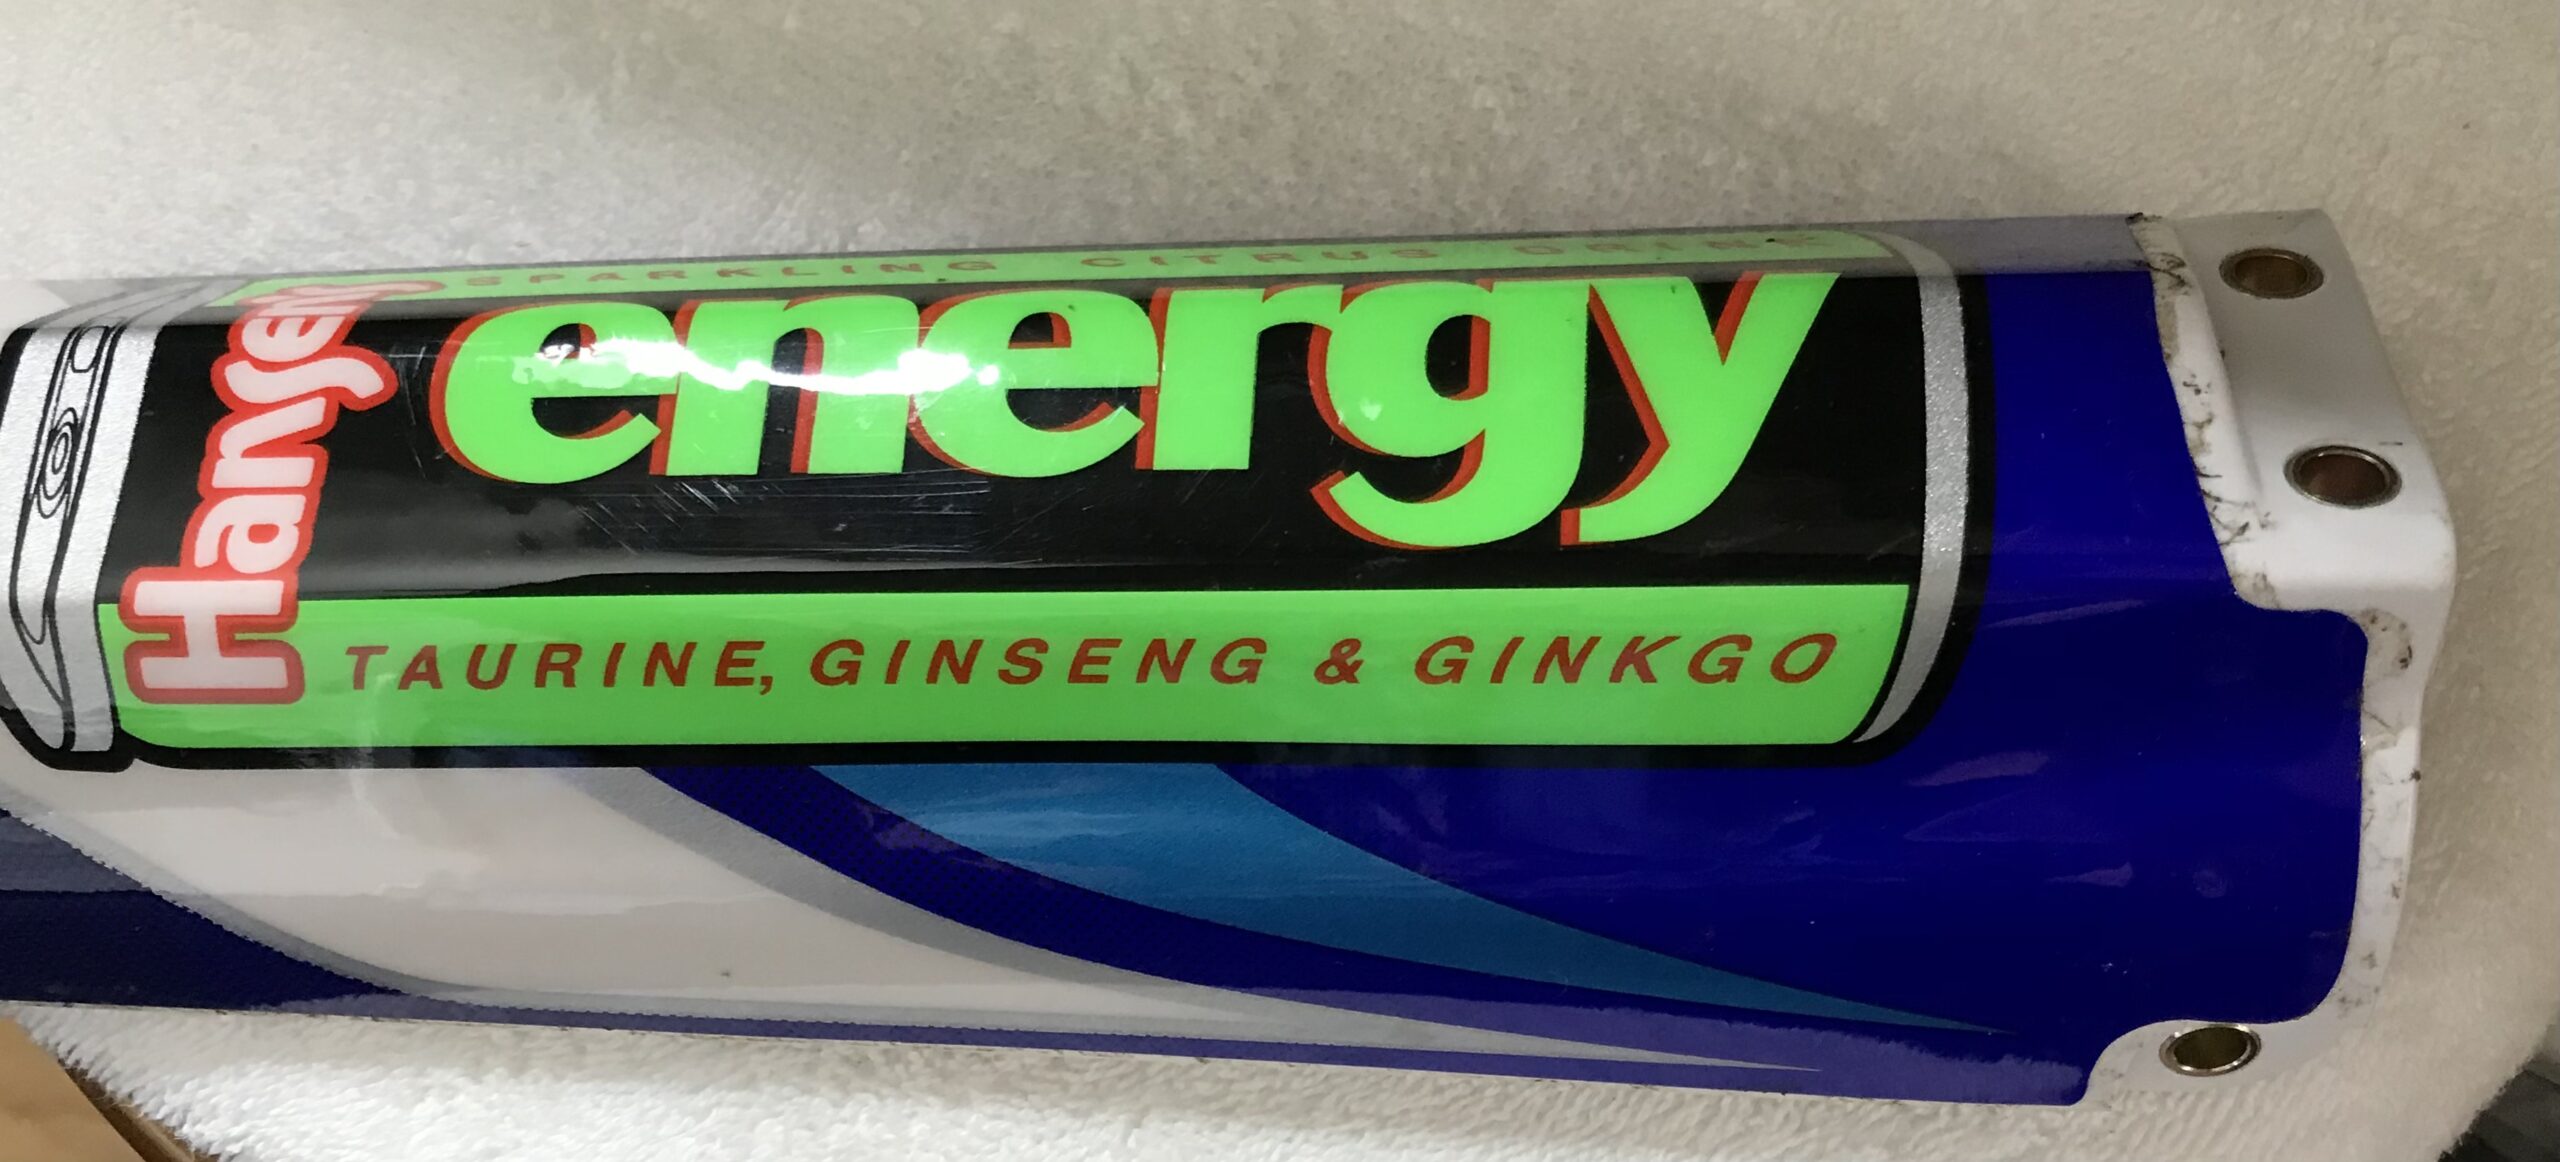 SPARKLING CITRUS DRINK
Hansen's
energy
TAURINE, GINSENG & GINKGO